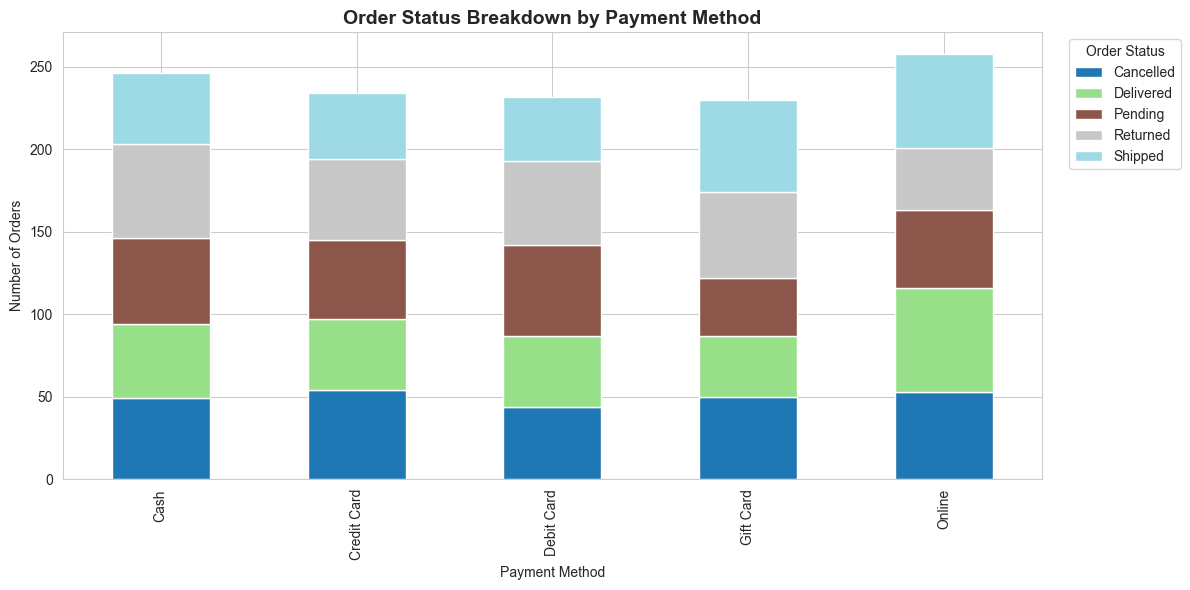 Order Status Breakdown by Payment Method
Number of Orders
250
200
150
100
50
0
Cash
Credit Card
Debit Card
Gift Card
Online
Payment Method
Order Status
Cancelled
Delivered
Pending
Returned
Shipped